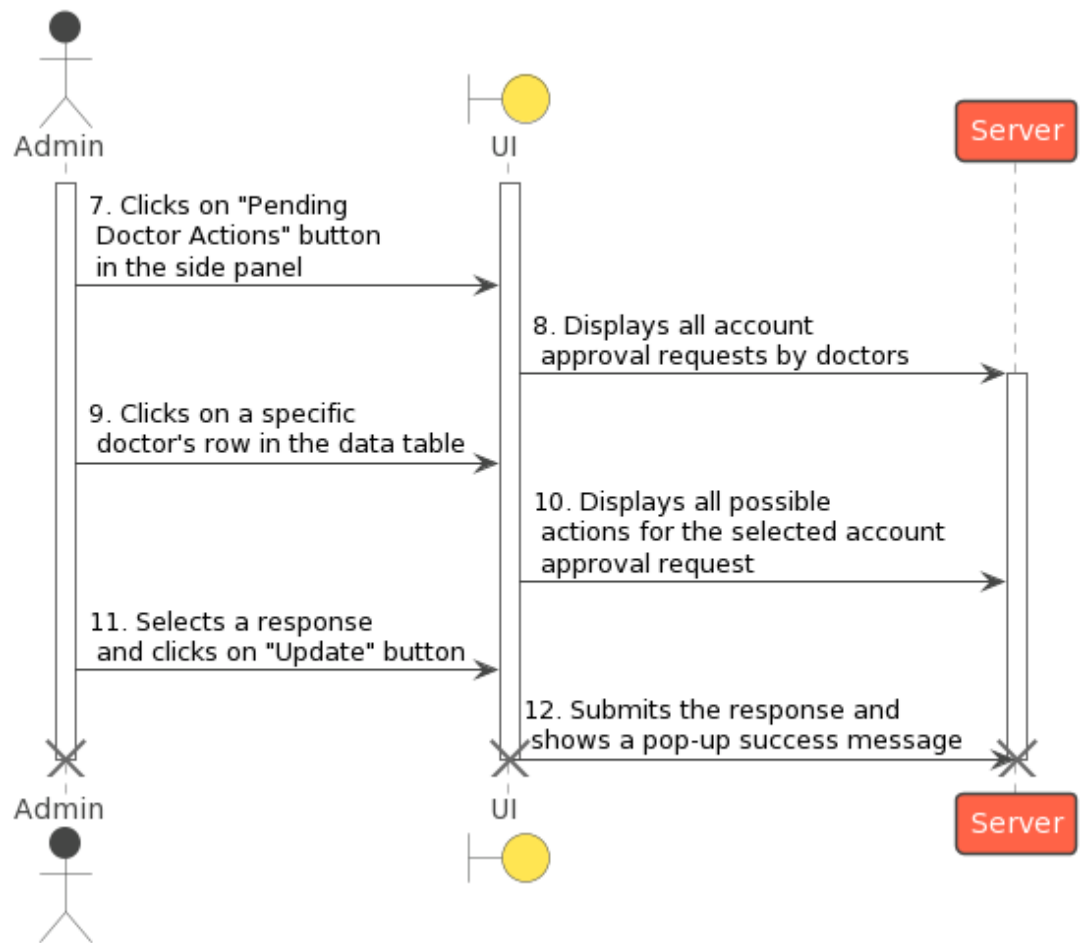 Admin
UI
Server
7. Clicks on "Pending
Doctor Actions" button
in the side panel
8. Displays all account
approval requests by doctors
9. Clicks on a specific
doctor's row in the data table
10. Displays all possible
actions for the selected account
approval request
11. Selects a response
and clicks on "Update" button
12. Submits the response and
shows a pop-up success message
Admin
UI
Server